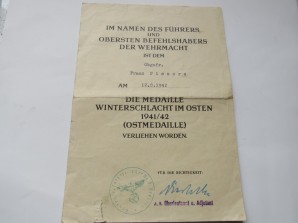 IM NAMEN DES FÜHRERS
UND
OBERSTEN BEFEHLSHABERS
DER WEHRMACHT
IST DEM
Franz
AM
DIE MEDAILLE
WINTERSCHLACHT IM OSTEN
1941/42
(OSTMEDAILLE)
VERLIEHEN WORDEN.
FÜR DIE RICHTIGKEIT:
u. Adjutant